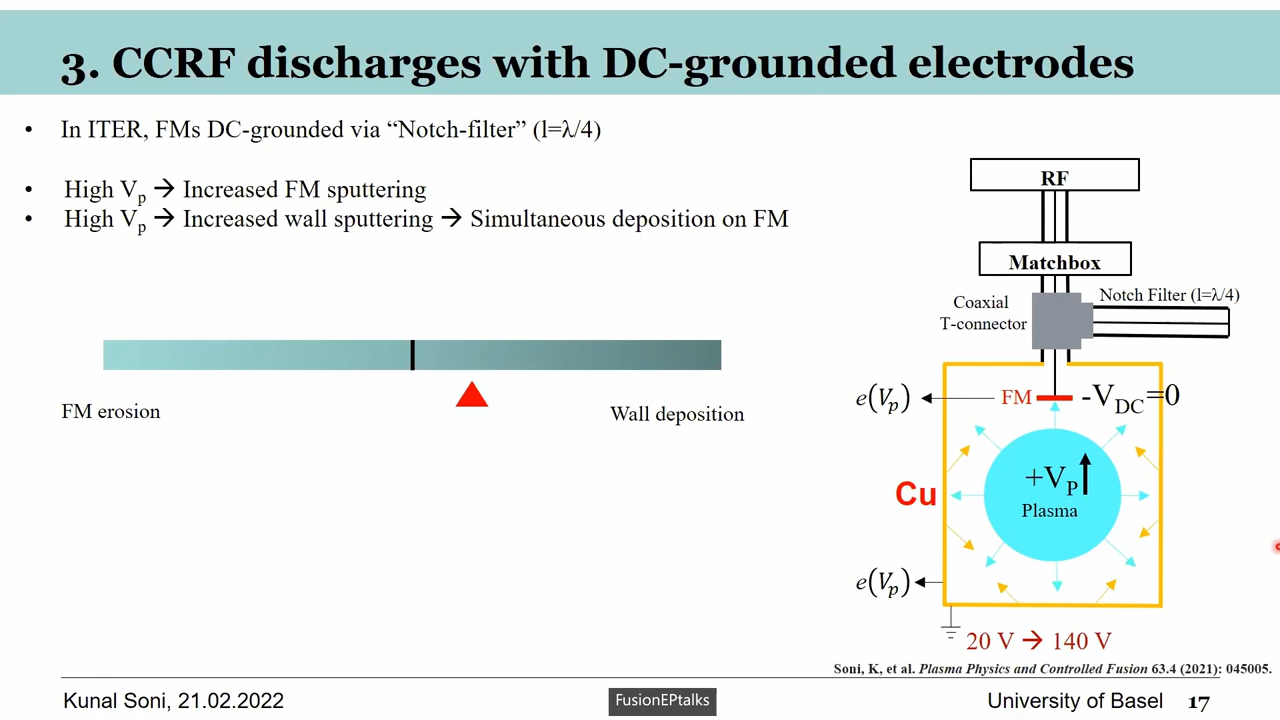 3. CCRF discharges with DC-grounded electrodes
• In ITER, FMs DC-grounded via “Notch-filter” (l=λ/4)
• High Vp → Increased FM sputtering
• High Vp → Increased wall sputtering → Simultaneous deposition on FM
FM erosion
Wall deposition
RF
Matchbox
Coaxial
T-connector
Notch Filter (l=λ/4)
e(Vp)
FM
-VDC=0
Cu
+VP
Plasma
e(Vp)
20 V → 140 V
Soni, K, et al. Plasma Physics and Controlled Fusion 63.4 (2021): 045005.
Kunal Soni, 21.02.2022
FusionEPtalks
University of Basel 17